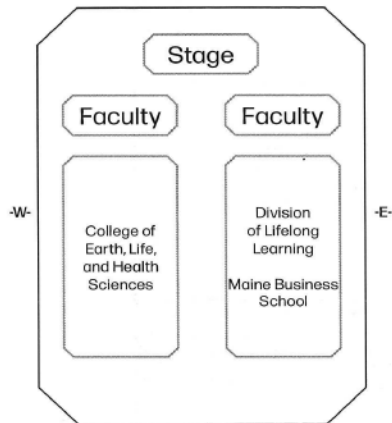 Stage
Faculty
Faculty
-W-
College of
Earth, Life,
and Health
Sciences
Division
of Lifelong
Learning
Maine Business
School
-E-